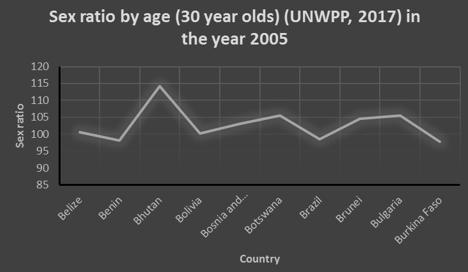 Sex ratio by age (30 year olds) (UNWPP, 2017) in
the year 2005
120
115
110
105
100
95
90
85
Sex ratio
Belize
Benin
Bhutan
Bolivia
Bosnia and...
Botswana
Brazil
Brunei
Bulgaria
Burkina Faso
Country